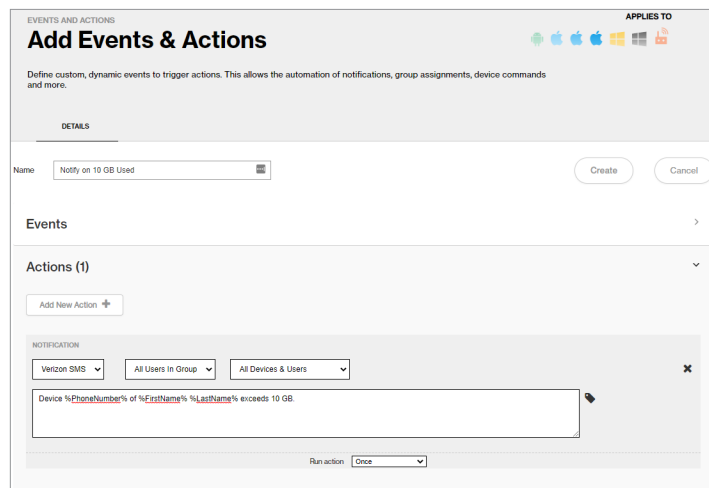 EVENTS AND ACTIONS
APPLIES TO
Add Events & Actions
Define custom, dynamic events to trigger actions. This allows the automation of notifications, group assignments, device commands
and more.
DETAILS
Name
Notify on 10 GB Used
Create
Cancel
Events
Actions (1)
Add New Action
NOTIFICATION
Verizon SMS
All Users In Group
All Devices & Users
Device %PhoneNumber% of %FirstName% %LastName% exceeds 10 GB.
Run action
Once